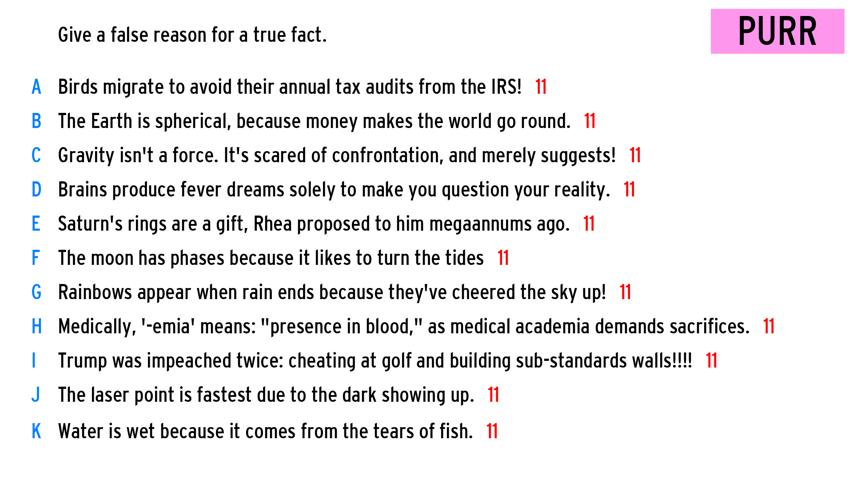 Give a false reason for a true fact.
PURR
A Birds migrate to avoid their annual tax audits from the IRS! 11
B The Earth is spherical, because money makes the world go round. 11
C Gravity isn't a force. It's scared of confrontation, and merely suggests! 11
D Brains produce fever dreams solely to make you question your reality. 11
E Saturn's rings are a gift, Rhea proposed to him megaannums ago. 11
F The moon has phases because it likes to turn the tides 11
G Rainbows appear when rain ends because they've cheered the sky up! 11
H Medically, '-emia' means: "presence in blood," as medical academia demands sacrifices. 11
I Trump was impeached twice: cheating at golf and building sub-standards walls!!!! 11
J The laser point is fastest due to the dark showing up. 11
K Water is wet because it comes from the tears of fish. 11